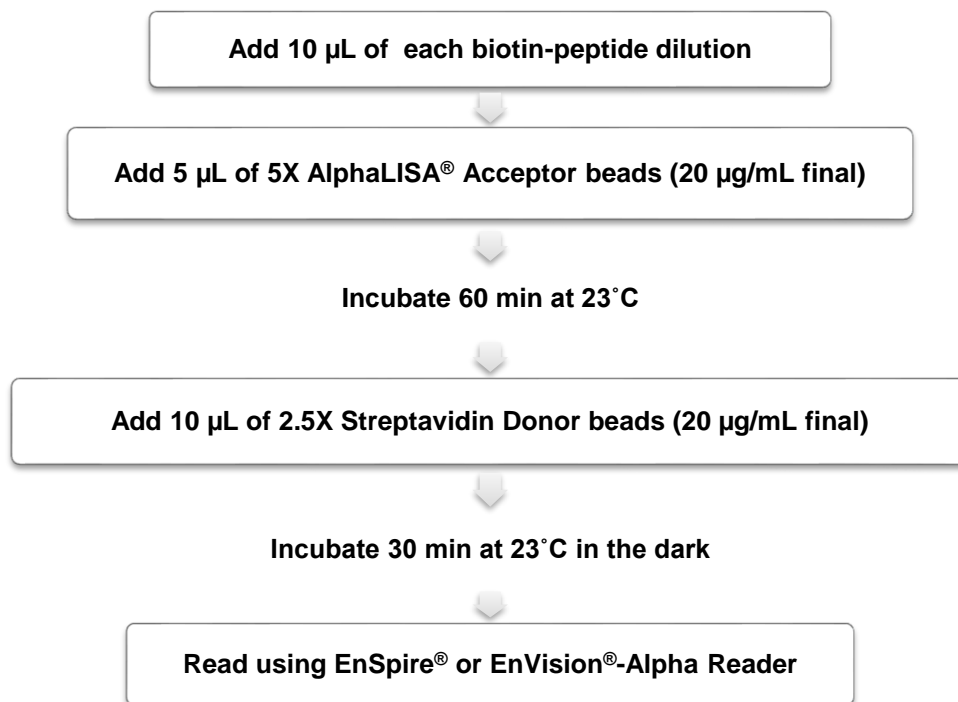 Add 10 µL of  each biotin-peptide dilution
Add 5 µL of 5X AlphaLISA® Acceptor beads (20 µg/mL final)
Incubate 60 min at 23˚C
Add 10 µL of 2.5X Streptavidin Donor beads (20 µg/mL final)
Incubate 30 min at 23˚C in the dark
Read using EnSpire® or EnVision®-Alpha Reader